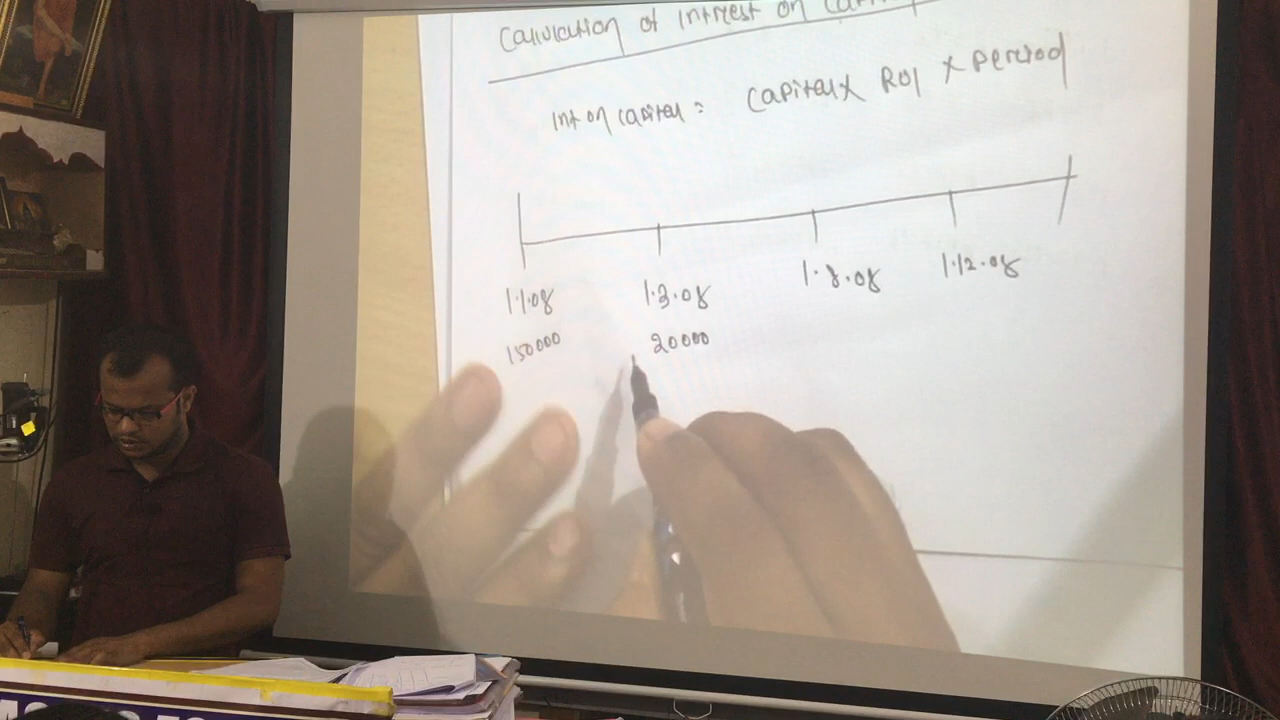 Calculation of Interest on
Int on capital = Capital x ROI x Period
1.1.08 1.3.08 1.8.08 1.12.08
150000 20000